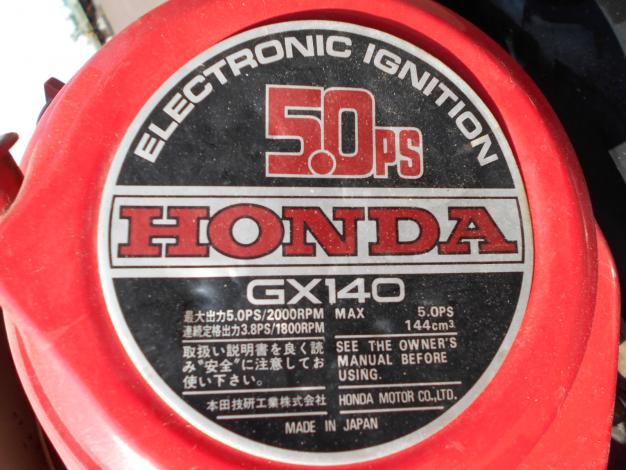 ELECTRONIC IGNITION
5.0PS
HONDA
GX140
最大出力5.0PS/2000RPM
連続定格出力3.8PS/1800RPM
MAX 5.0PS
144cm³
取扱い説明書を良く読
み"安全"に注意してお
使い下さい。
SEE THE OWNER'S
MANUAL BEFORE
USING.
本田技研工業株式会社
HONDA MOTOR CO.,LTD.
MADE IN JAPAN